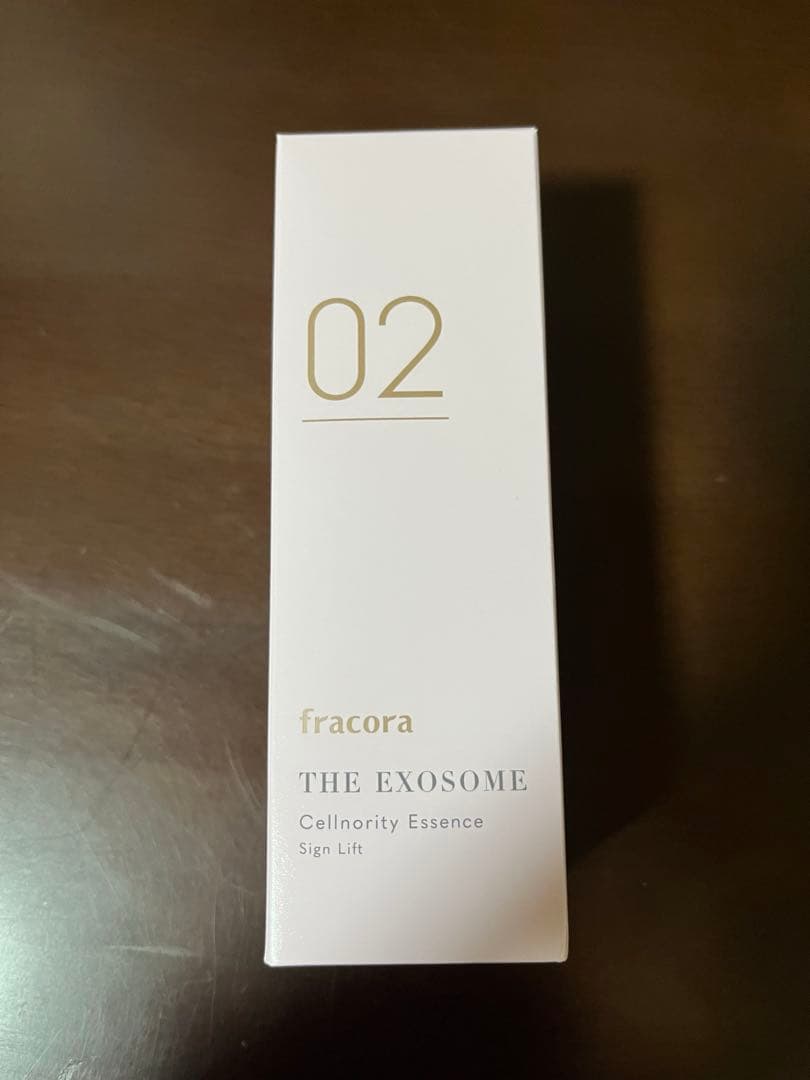 02
fracora
THE EXOSOME
Cellnority Essence
Sign Lift